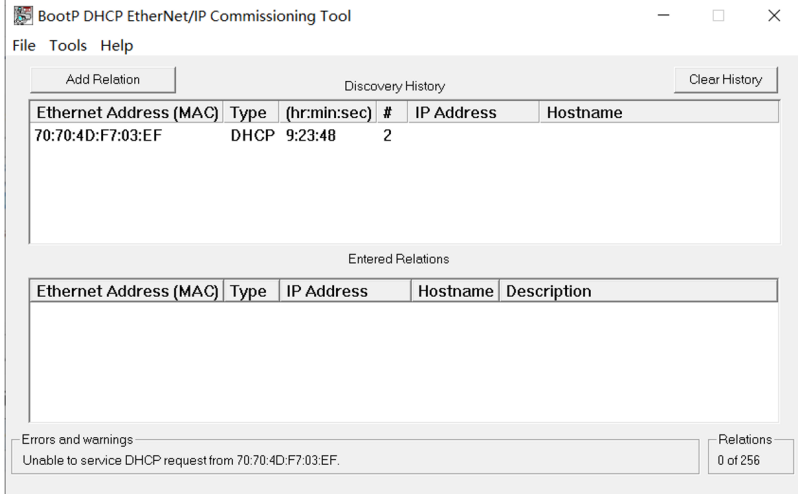 BootP DHCP EtherNet/IP Commissioning Tool
File Tools Help
Add Relation
Discovery History
Clear History
Ethernet Address (MAC) Type (hr:min:sec) # IP Address Hostname
70:70:4D:F7:03:EF DHCP 9:23:48 2
Entered Relations
Ethernet Address (MAC) Type IP Address Hostname Description
Errors and warnings
Unable to service DHCP request from 70:70:4D:F7:03:EF.
Relations
0 of 256